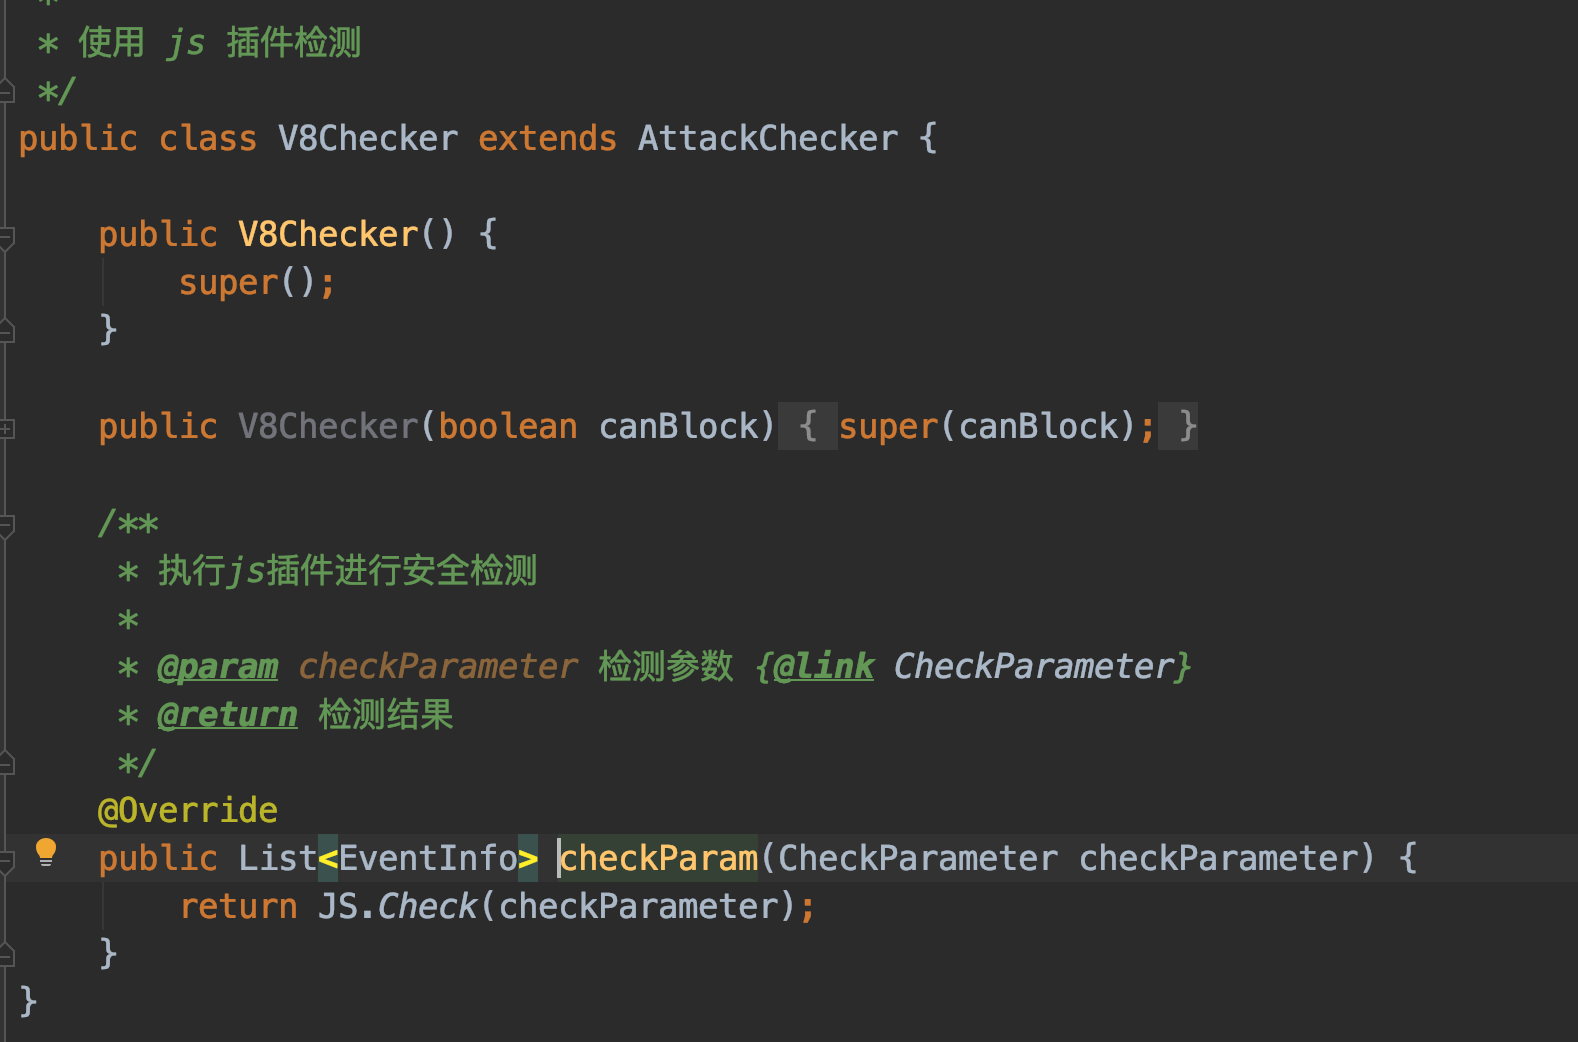 *
* 使用 js 插件检测
*/
public class V8Checker extends AttackChecker {
public V8Checker() {
super();
}
public V8Checker(boolean canBlock) { super(canBlock); }
/**
* 执行js插件进行安全检测
*
* @param checkParameter 检测参数 {@link CheckParameter}
* @return 检测结果
*/
@Override
public List<EventInfo> checkParam(CheckParameter checkParameter) {
return JS.Check(checkParameter);
}
}